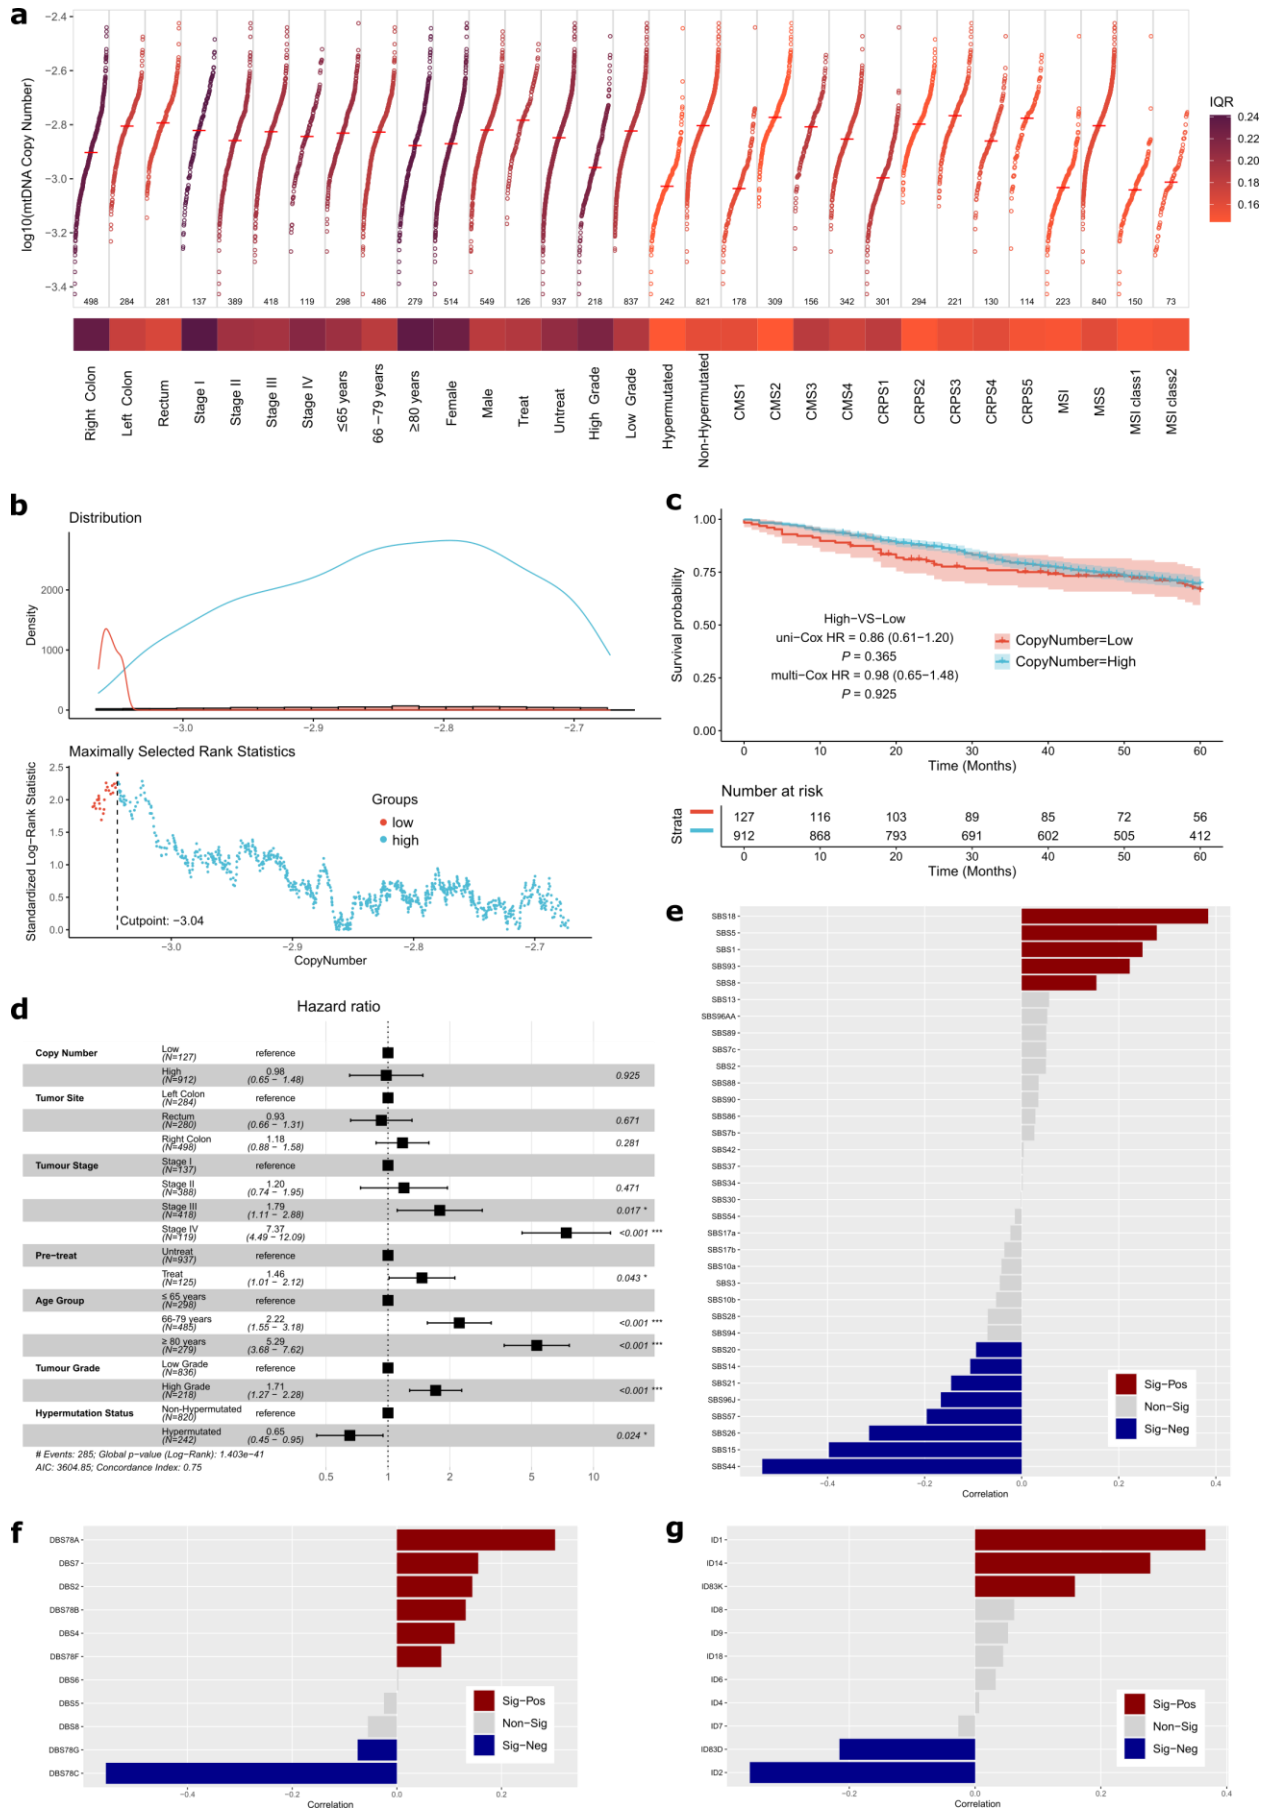 a
−2.4
−2.6
−2.8
−3.0
−3.2
−3.4
log10(mtDNA Copy Number)
498 284 281 137 389 418 119 298 486 279 514 549 126 937 218 837 242 821 178 309 156 342 301 294 221 130 114 223 840 150 73
IQR
0.24
0.22
0.20
0.18
0.16
Right Colon
Left Colon
Rectum
Stage I
Stage II
Stage III
Stage IV
≤65 years
66 −79 years
≥80 years
Female
Male
Treat
Untreat
High Grade
Low Grade
Hypermutated
Non-Hypermutated
CMS1
CMS2
CMS3
CMS4
CRPS1
CRPS2
CRPS3
CRPS4
CRPS5
MSI
MSS
MSI class1
MSI class2
b
Distribution
Density
2000
1000
0
−3.0 −2.9 −2.8 −2.7
Maximally Selected Rank Statistics
Standardized Log−Rank Statistic
2.5
2.0
1.5
1.0
0.5
0.0
Groups
low
high
Cutpoint: −3.04
−3.0 −2.9 −2.8 −2.7
CopyNumber
c
Survival probability
1.00
0.75
0.50
0.25
0.00
High−VS−Low
uni−Cox HR = 0.86 (0.61−1.20)
P = 0.365
multi−Cox HR = 0.98 (0.65−1.48)
P = 0.925
CopyNumber=Low
CopyNumber=High
0 10 20 30 40 50 60
Time (Months)
Number at risk
Strata
127 116 103 89 85 72 56
912 868 793 691 602 505 412
0 10 20 30 40 50 60
Time (Months)
d
Hazard ratio
Copy Number Low reference
(N=127)
High 0.98 0.925
(N=912) (0.65 − 1.48)
Tumor Site Left Colon reference
(N=284)
Rectum 0.93 0.671
(N=280) (0.66 − 1.31)
Right Colon 1.18 0.281
(N=498) (0.88 − 1.58)
Tumour Stage Stage I reference
(N=137)
Stage II 1.20 0.471
(N=388) (0.74 − 1.95)
Stage III 1.79 0.017 *
(N=418) (1.11 − 2.88)
Stage IV 7.37 <0.001 ***
(N=119) (4.49 − 12.09)
Pre−treat Untreat reference
(N=937)
Treat 1.46 0.043 *
(N=125) (1.01 − 2.12)
Age Group ≤ 65 years reference
(N=298)
66-79 years 2.22 <0.001 ***
(N=485) (1.55 − 3.18)
≥ 80 years 5.29 <0.001 ***
(N=279) (3.68 − 7.62)
Tumour Grade Low Grade reference
(N=836)
High Grade 1.71 <0.001 ***
(N=218) (1.27 − 2.28)
Hypermutation Status Non−Hypermutated reference
(N=820)
Hypermutated 0.65 0.024 *
(N=242) (0.45 − 0.95)
# Events: 285; Global p−value (Log−Rank): 1.403e−41
AIC: 3604.85; Concordance Index: 0.75
0.5 1 2 5 10
e
SBS18
SBS5
SBS1
SBS93
SBS8
SBS13
SBS96AA
SBS89
SBS7c
SBS2
SBS88
SBS90
SBS86
SBS7b
SBS42
SBS37
SBS34
SBS30
SBS54
SBS17a
SBS17b
SBS10a
SBS3
SBS10b
SBS28
SBS94
SBS20
SBS14
SBS21
SBS96J
SBS57
SBS26
SBS15
SBS44
Sig−Pos
Non−Sig
Sig−Neg
−0.4 −0.2 0.0 0.2 0.4
Correlation
f
DBS78A
DBS7
DBS2
DBS78B
DBS4
DBS78F
DBS6
DBS5
DBS8
DBS78G
DBS78C
Sig−Pos
Non−Sig
Sig−Neg
−0.4 −0.2 0.0 0.2
Correlation
g
ID1
ID14
ID83K
ID8
ID9
ID18
ID6
ID4
ID7
ID83D
ID2
Sig−Pos
Non−Sig
Sig−Neg
−0.2 0.0 0.2 0.4
Correlation